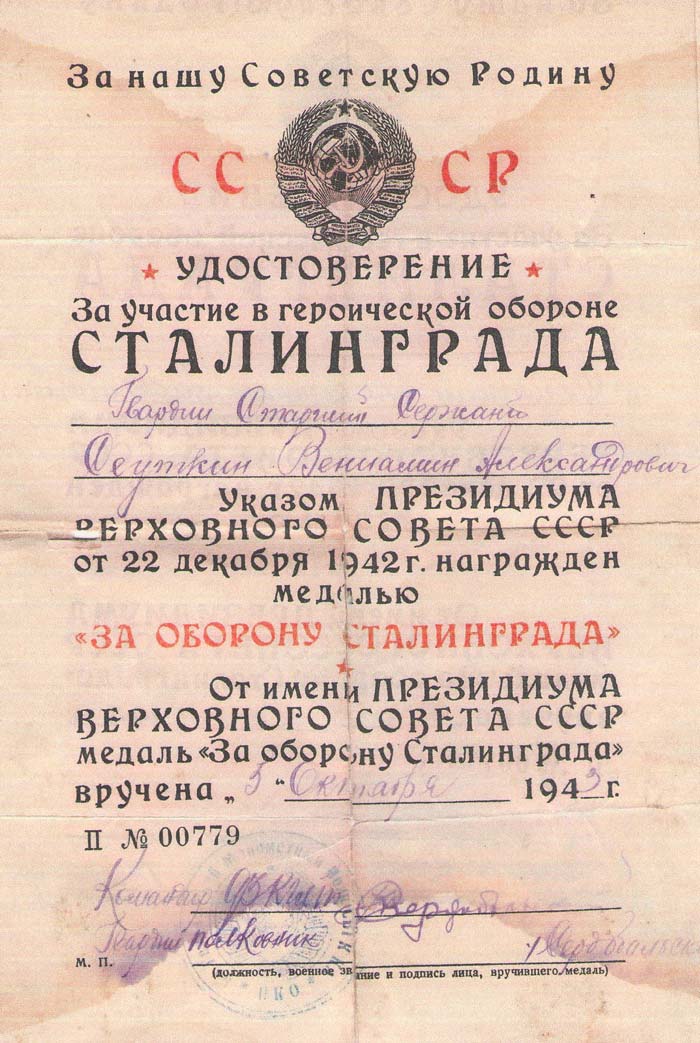 За нашу Советскую Родину
СССР
УДОСТОВЕРЕНИЕ
За участие в героической обороне
СТАЛИНГРАДА
Гвардии Старший Сержант
Сеуткин Вениамин Александрович
Указом ПРЕЗИДИУМА
ВЕРХОВНОГО СОВЕТА СССР
от 22 декабря 1942 г. награжден
медалью
«ЗА ОБОРОНУ СТАЛИНГРАДА»
От имени ПРЕЗИДИУМА
ВЕРХОВНОГО СОВЕТА СССР
медаль «За оборону Сталинграда»
вручена „5“ Октября 1943 г.
II № 00779
Гвардии полковник
М. П.
(должность, военное звание и подпись лица, вручившего медаль)